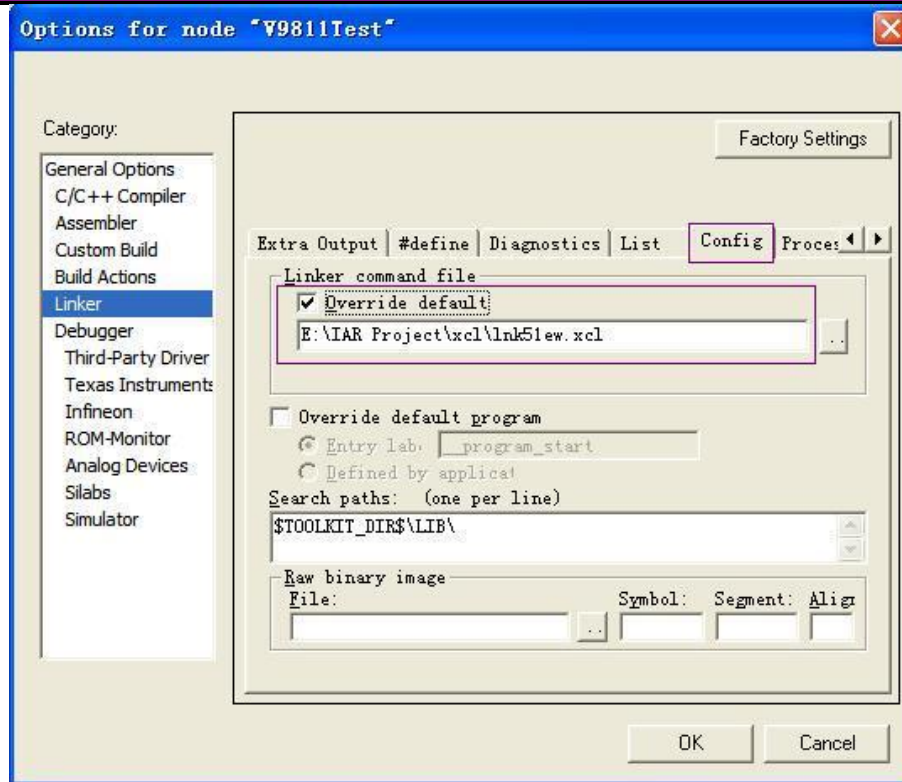 Options for node "V9811Test"
Category:
Factory Settings
General Options
C/C++ Compiler
Assembler
Custom Build
Build Actions
Linker
Debugger
Third-Party Driver
Texas Instruments
Infineon
ROM-Monitor
Analog Devices
Silabs
Simulator
Extra Output #define Diagnostics List Config Proces
Linker command file
Override default
E:\IAR Project\xcl\lnk51ew.xcl
..
Override default program
Entry lab. __program_start
Defined by applicat
Search paths: (one per line)
$TOOLKIT_DIR$\LIB\
Raw binary image
File: Symbol: Segment: Align
..
OK Cancel